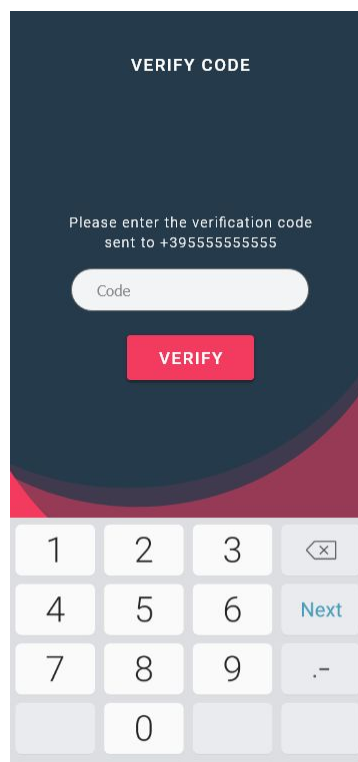 VERIFY CODE
Please enter the verification code
sent to +395555555555
Code
VERIFY
1 2 3
4 5 6 Next
7 8 9 .-
0